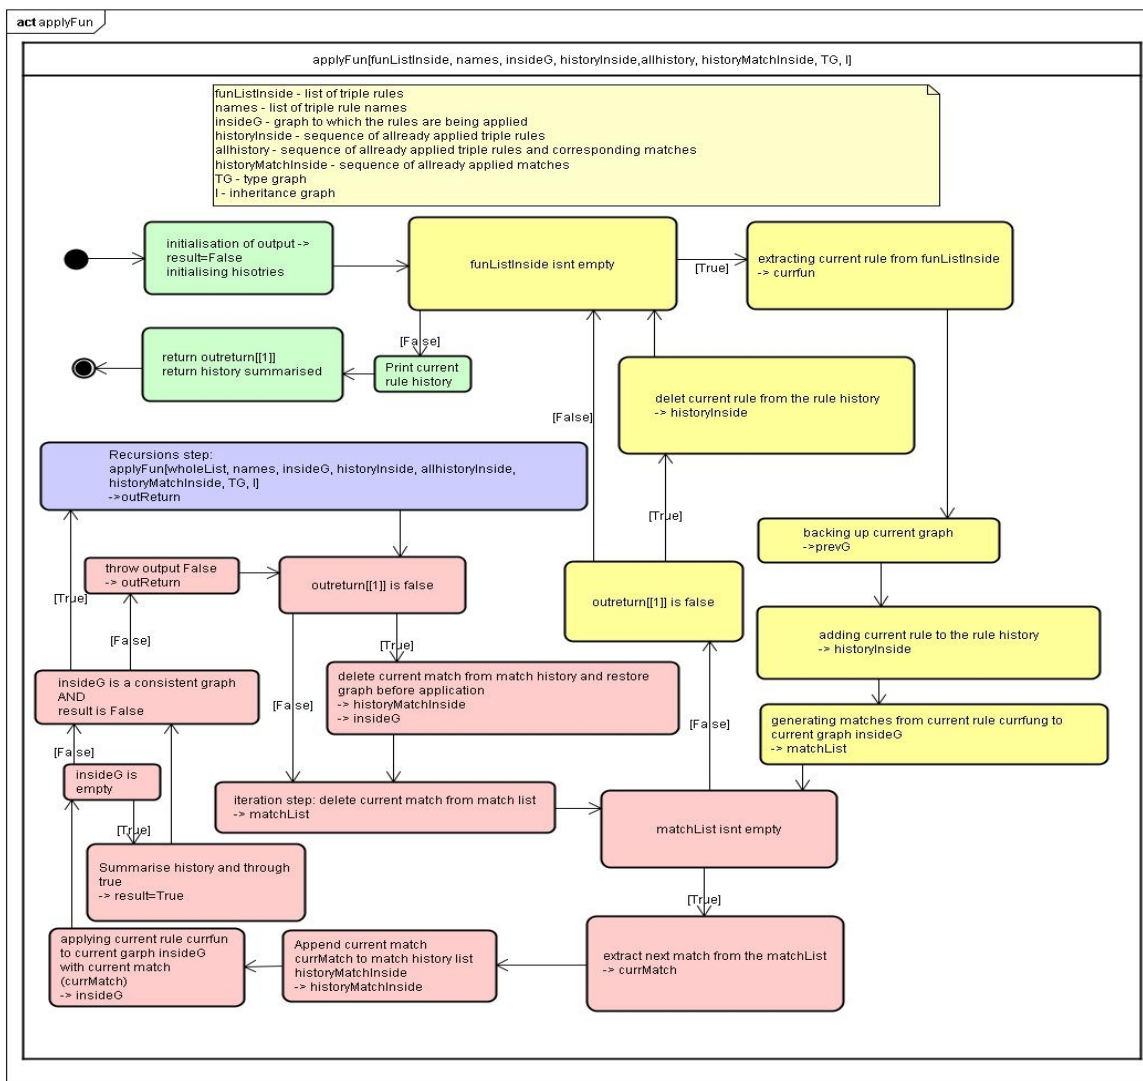 act applyFun
applyFun[funListInside, names, insideG, historyInside,allhistory, historyMatchInside, TG, I]
funListInside - list of triple rules
names - list of triple rule names
insideG - graph to which the rules are being applied
historyInside - sequence of allready applied triple rules
allhistory - sequence of allready applied triple rules and corresponding matches
historyMatchInside - sequence of allready applied matches
TG - type graph
I - inheritance graph
initialisation of output ->
result=False
initialising hisotries
funListInside isnt empty
[True]
extracting current rule from funListInside
-> currfun
[False]
return outreturn[[1]]
return history summarised
Print current
rule history
delet current rule from the rule history
-> historyInside
[False]
Recursions step:
applyFun[wholeList, names, insideG, historyInside, allhistoryInside,
historyMatchInside, TG, I]
->outReturn
[True]
backing up current graph
->prevG
throw output False
-> outReturn
outreturn[[1]] is false
outreturn[[1]] is false
[True]
[False]
[True]
adding current rule to the rule history
-> historyInside
insideG is a consistent graph
AND
result is False
[False]
delete current match from match history and restore
graph before application
-> historyMatchInside
-> insideG
[False]
generating matches from current rule currfung to
current graph insideG
-> matchList
[False]
insideG is
empty
iteration step: delete current match from match list
-> matchList
matchList isnt empty
[True]
Summarise history and through
true
-> result=True
[True]
applying current rule currfun
to current garph insideG
with current match
(currMatch)
-> insideG
Append current match
currMatch to match history list
historyMatchInside
-> historyMatchInside
extract next match from the matchList
-> currMatch